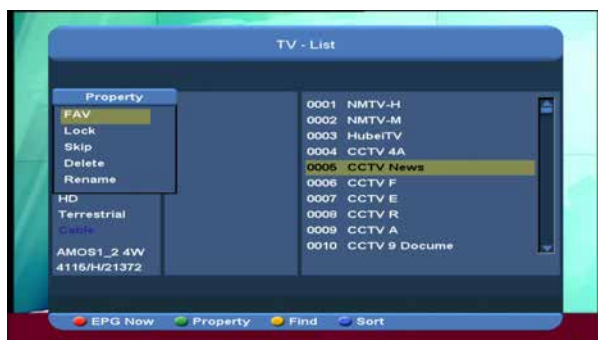 TV - List
Property
FAV
Lock
Skip
Delete
Rename
HD
Terrestrial
Cable
AMOS1_2 4W
4115/H/21372
0001 NMTV-H
0002 NMTV-M
0003 HubeiTV
0004 CCTV 4A
0005 CCTV News
0006 CCTV F
0007 CCTV E
0008 CCTV R
0009 CCTV A
0010 CCTV 9 Docume
EPG Now Property Find Sort